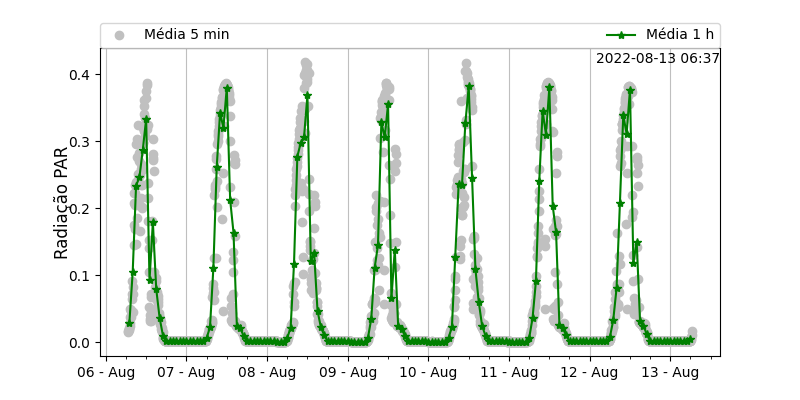 Média 5 min
Média 1 h
2022-08-13 06:37
Radiação PAR
0.4
0.3
0.2
0.1
0.0
06 - Aug
07 - Aug
08 - Aug
09 - Aug
10 - Aug
11 - Aug
12 - Aug
13 - Aug